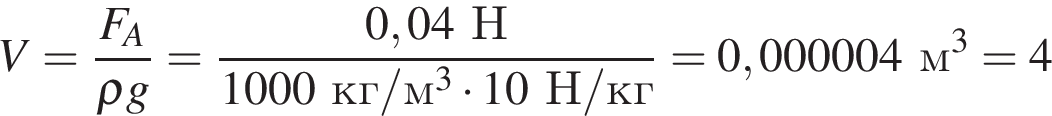 V = F_A / ρg = 0,04 Н / 1000 кг/м³ · 10 Н/кг = 0,000004 м³ = 4